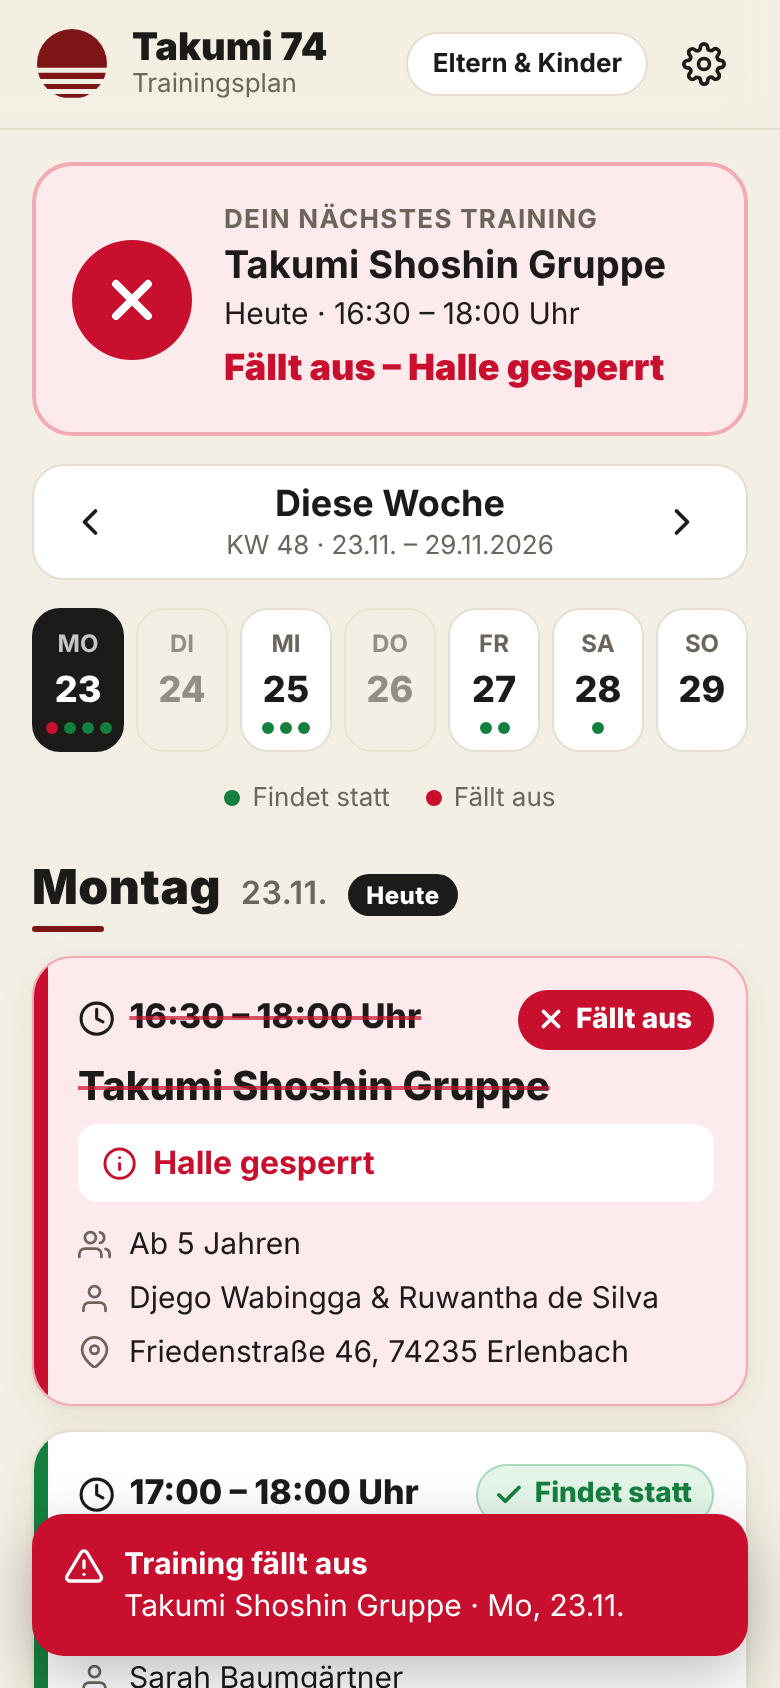 Takumi 74
Trainingsplan
Eltern & Kinder
DEIN NÄCHSTES TRAINING
Takumi Shoshin Gruppe
Heute · 16:30 – 18:00 Uhr
Fällt aus – Halle gesperrt
Diese Woche
KW 48 · 23.11. – 29.11.2026
MO DI MI DO FR SA SO
23 24 25 26 27 28 29
Findet statt Fällt aus
Montag 23.11. Heute
16:30 – 18:00 Uhr Fällt aus
Takumi Shoshin Gruppe
Halle gesperrt
Ab 5 Jahren
Djego Wabingga & Ruwantha de Silva
Friedenstraße 46, 74235 Erlenbach
17:00 – 18:00 Uhr Findet statt
Training fällt aus
Takumi Shoshin Gruppe · Mo, 23.11.
Sarah Baumgärtner